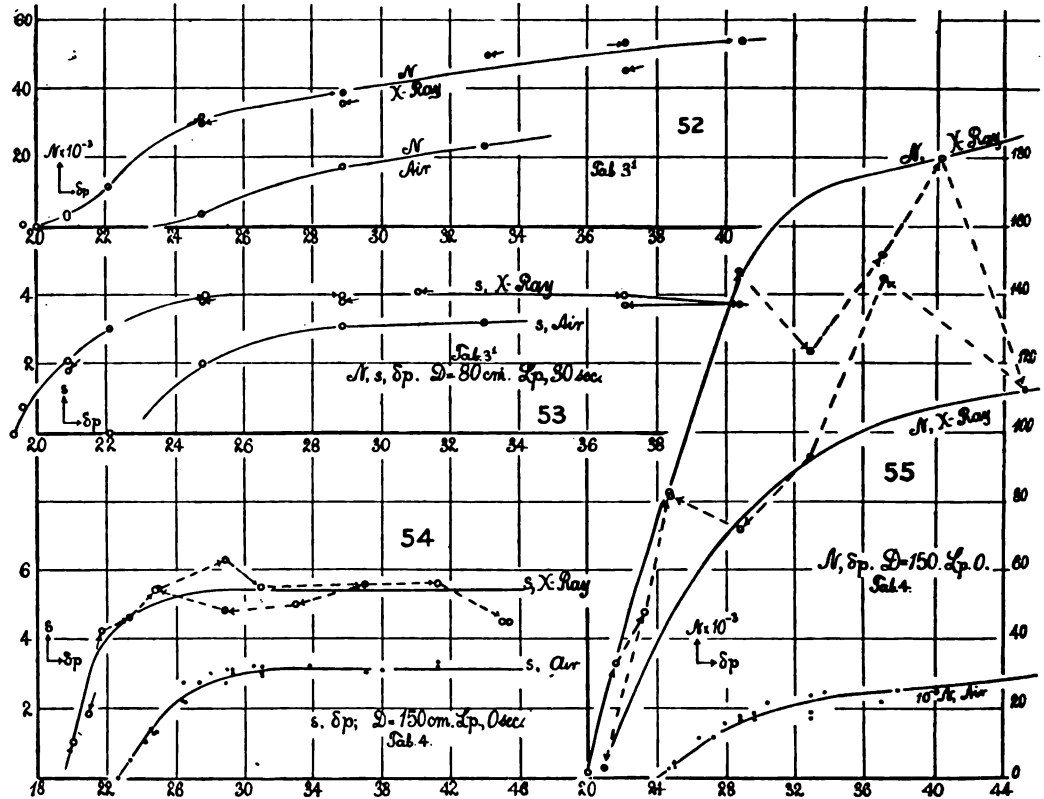 60
40
20
20 22 24 26 28 30 32 34 36 38 40
N
X-Ray
N
Air
N×10⁻³
δp
52
Tab. 3¹
4
2
s, X-Ray
s, Air
Tab. 3¹
N, s, δp. D=80 cm. Lp, 30 sec.
s
δp
53
20 22 24 26 28 30 32 34 36 38
54
6
4
2
s, X-Ray
s
δp
s, Air
s, δp; D=150 cm. Lp, 0 sec.
Tab. 4.
18 22 26 30 34 38 42 46
N, X-Ray
180
160
140
120
100
80
60
40
20
0
N, X-Ray
55
N, δp. D=150. Lp. 0.
Tab. 4.
N×10⁻³
δp
10⁻³N, Air
20 24 28 32 36 40 44